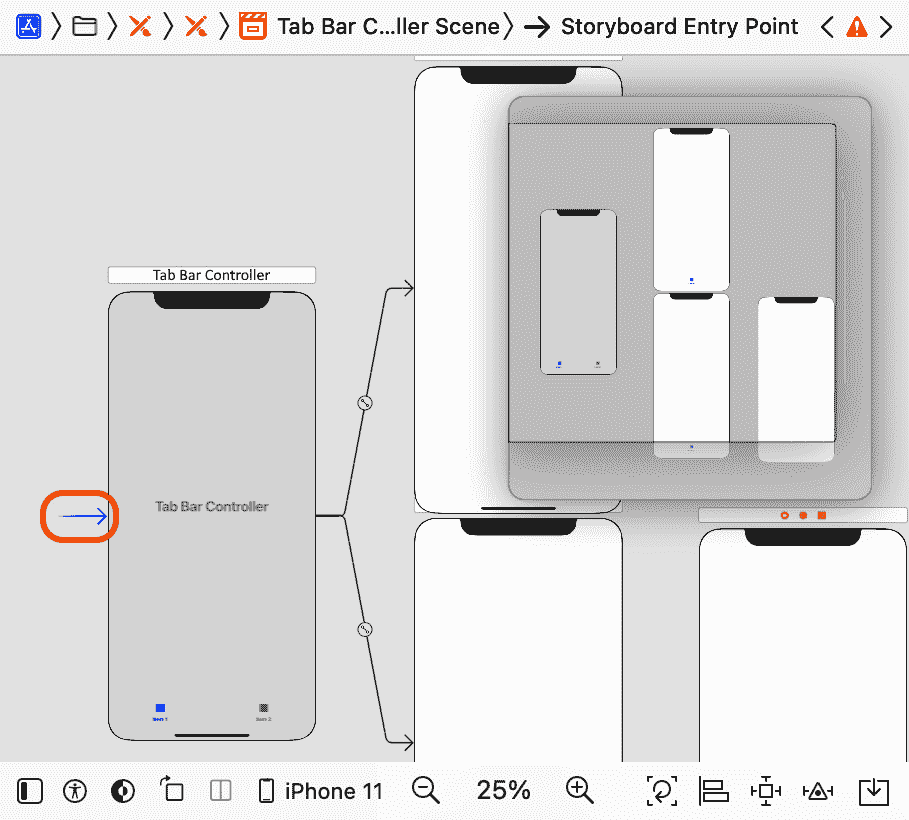 Tab Bar C...ller Scene
Storyboard Entry Point
Tab Bar Controller
Tab Bar Controller
Item 1
Item 2
iPhone 11
25%